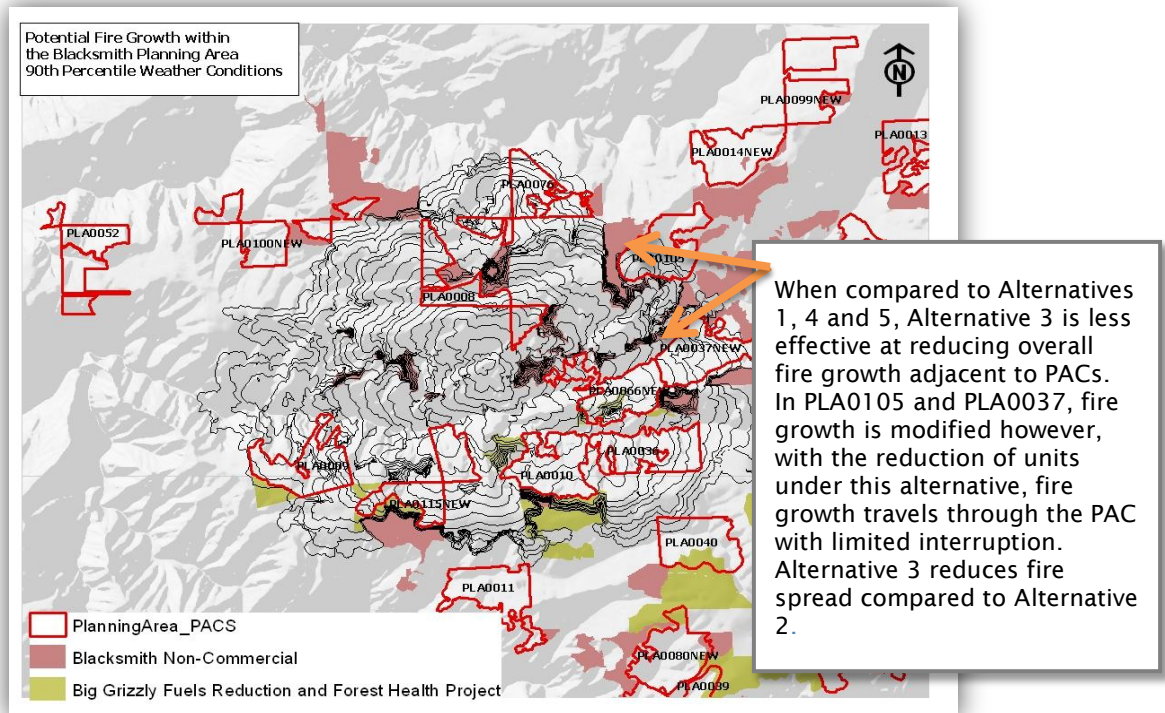 Potential Fire Growth within
the Blacksmith Planning Area
90th Percentile Weather Conditions
N
PLA0099NEW
PLA0013
PLA0014NEW
PLA0076
PLA0052
PLA0100NEW
PLA0105
PLA0008
PLA0037NEW
PLA0066NEW
PLA0036
PLA0009
PLA0010
PLA0115NEW
PLA0040
PLA0011
PLA0080NEW
PLA0039
When compared to Alternatives
1, 4 and 5, Alternative 3 is less
effective at reducing overall
fire growth adjacent to PACs.
In PLA0105 and PLA0037, fire
growth is modified however,
with the reduction of units
under this alternative, fire
growth travels through the PAC
with limited interruption.
Alternative 3 reduces fire
spread compared to Alternative
2.
PlanningArea_PACS
Blacksmith Non-Commercial
Big Grizzly Fuels Reduction and Forest Health Project